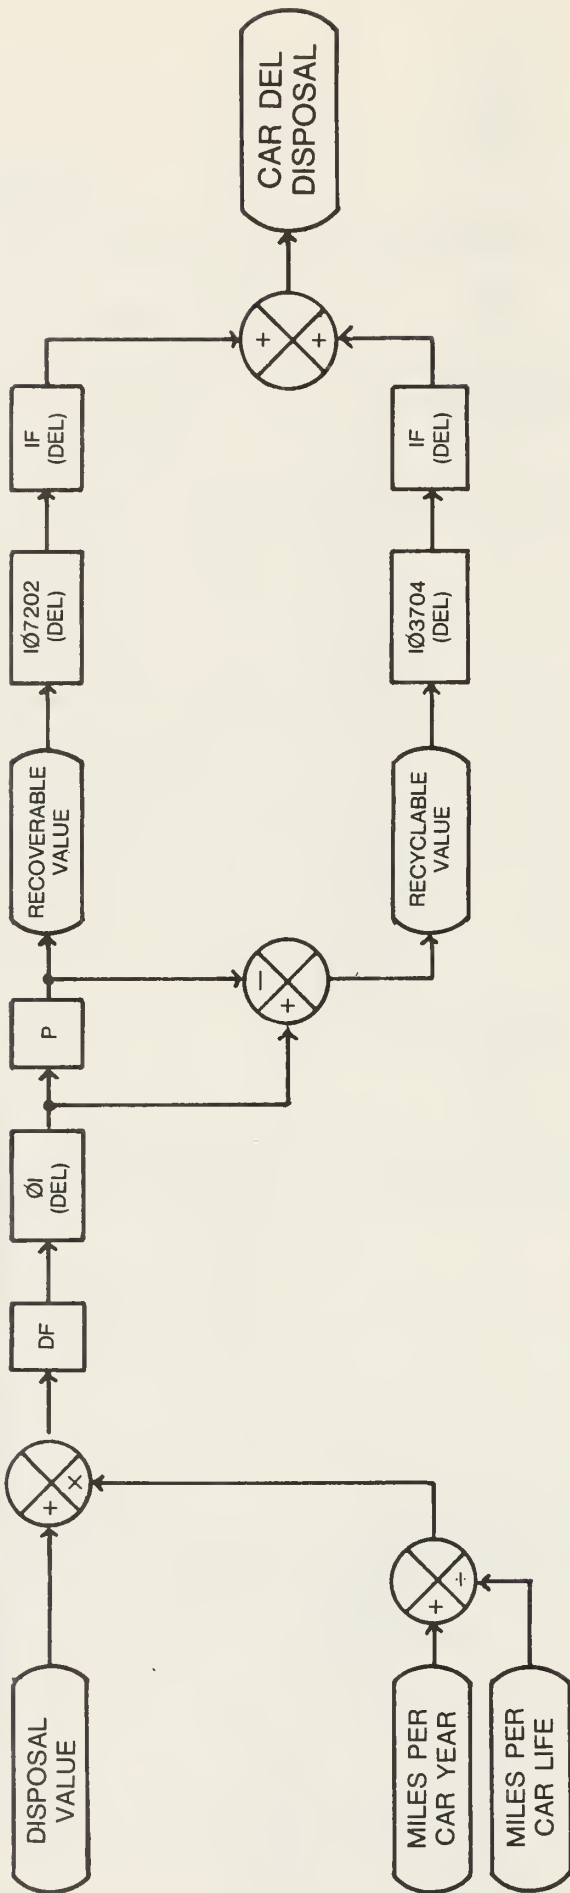 DISPOSAL
VALUE
+
×
DF
ØI
(DEL)
P
RECOVERABLE
VALUE
IØ7202
(DEL)
IF
(DEL)
−
+
MILES PER
CAR YEAR
MILES PER
CAR LIFE
+
÷
RECYCLABLE
VALUE
IØ3704
(DEL)
IF
(DEL)
+
+
CAR DEL
DISPOSAL